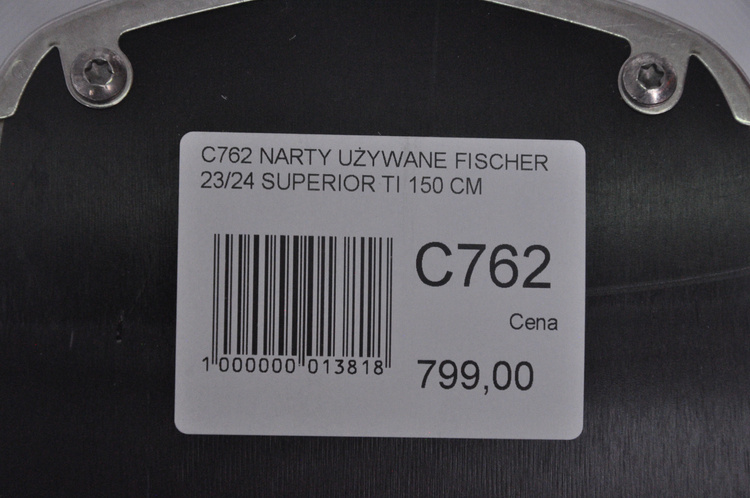 C762 NARTY UŻYWANE FISCHER
23/24 SUPERIOR TI 150 CM
C762
Cena
1 000000 013818
799,00